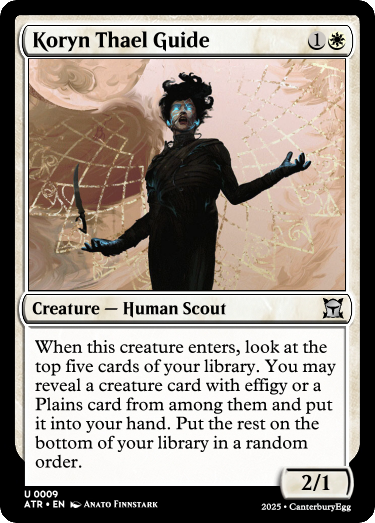 Koryn Thael Guide 1
Creature — Human Scout
When this creature enters, look at the
top five cards of your library. You may
reveal a creature card with effigy or a
Plains card from among them and put
it into your hand. Put the rest on the
bottom of your library in a random
order.
2/1
U 0009
ATR • EN Anato Finnstark
2025 • CanterburyEgg